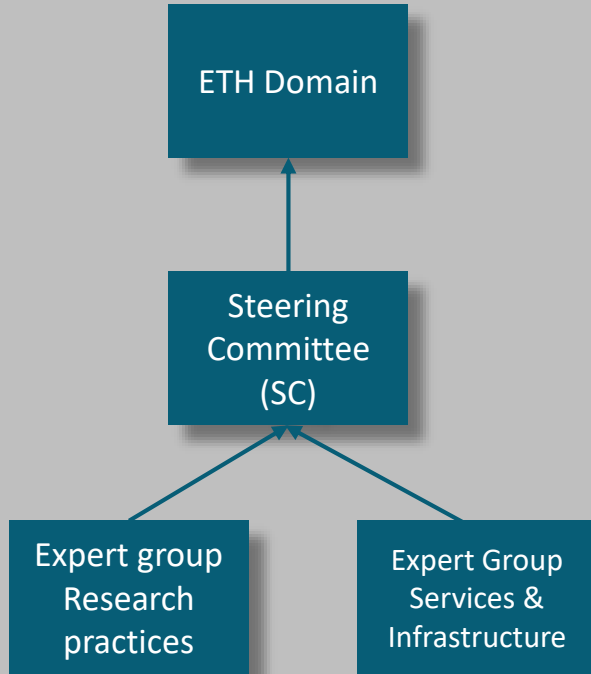 ETH Domain
Steering
Committee
(SC)
Expert group
Research
practices
Expert Group
Services &
Infrastructure